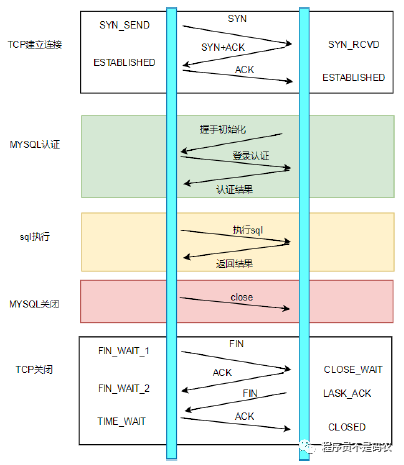 SYN
SYN_SEND
TCP建立连接
SYN+ACK
SYN_RCVD
ESTABLISHED
ACK
ESTABLISHED
握手初始化
MYSQL认证
登录认证
认证结果
执行sql
sql执行
返回结果
MYSQL关闭
close
FIN
FIN_WAIT_1
TCP关闭
ACK
CLOSE_WAIT
FIN_WAIT_2
FIN
LASK_ACK
TIME_WAIT
ACK
CLOSED
程序员不是码农